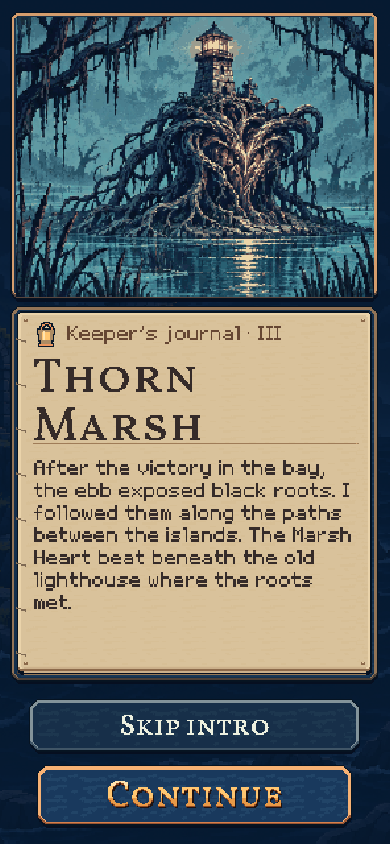 Keeper's journal · III
THORN
MARSH
After the victory in the bay,
the ebb exposed black roots. I
followed them along the paths
between the islands. The Marsh
Heart beat beneath the old
lighthouse where the roots
met.
SKIP INTRO
CONTINUE